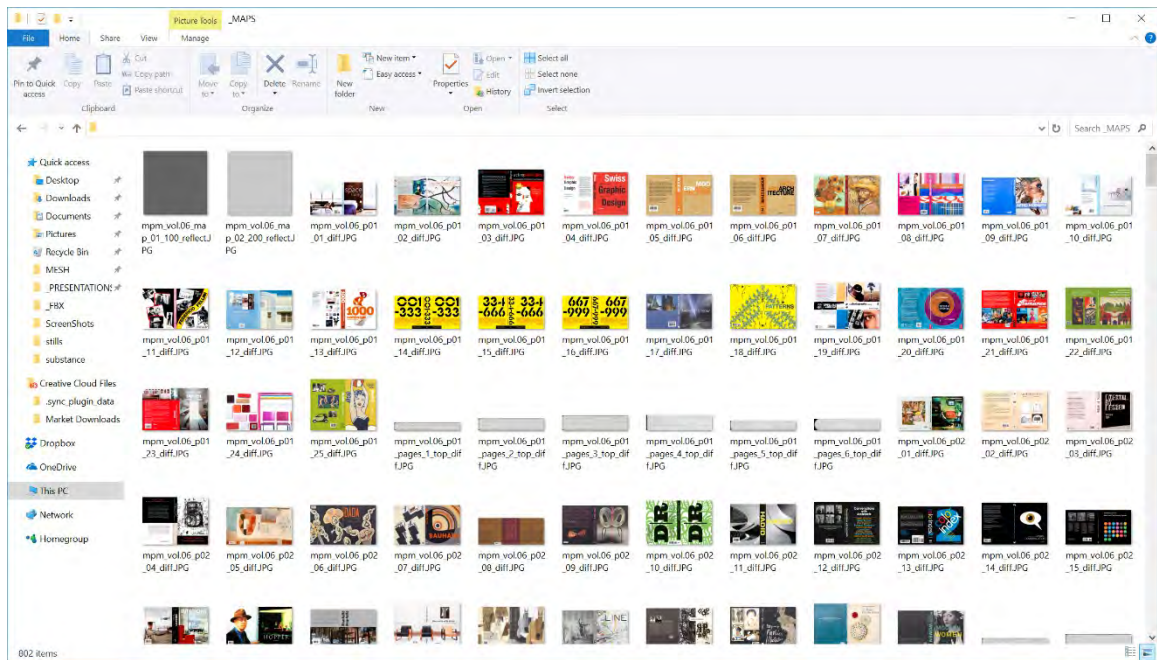 Picture Tools _MAPS
File Home Share View Manage
Pin to Quick access
Copy
Paste
Cut
Copy path
Paste shortcut
Clipboard
Move to
Copy to
Delete
Rename
Organize
New folder
New item
Easy access
New
Properties
Open
Edit
History
Open
Select all
Select none
Invert selection
Select
Search _MAPS
Quick access
Desktop
Downloads
Documents
Pictures
Recycle Bin
MESH
_PRESENTATION
_FBX
ScreenShots
stills
substance
Creative Cloud Files
.sync_plugin_data
Market Downloads
Dropbox
OneDrive
This PC
Network
Homegroup
mpm_vol.06_map_01_100_reflect.JPG
mpm_vol.06_map_02_200_reflect.JPG
mpm_vol.06_p01_01_diff.JPG
mpm_vol.06_p01_02_diff.JPG
Swiss Graphic Design
mpm_vol.06_p01_03_diff.JPG
mpm_vol.06_p01_04_diff.JPG
mpm_vol.06_p01_05_diff.JPG
mpm_vol.06_p01_06_diff.JPG
mpm_vol.06_p01_07_diff.JPG
mpm_vol.06_p01_08_diff.JPG
mpm_vol.06_p01_09_diff.JPG
mpm_vol.06_p01_10_diff.JPG
1000
001 -333
334 -666
667 -999
PATTERNS
mpm_vol.06_p01_11_diff.JPG
mpm_vol.06_p01_12_diff.JPG
mpm_vol.06_p01_13_diff.JPG
mpm_vol.06_p01_14_diff.JPG
mpm_vol.06_p01_15_diff.JPG
mpm_vol.06_p01_16_diff.JPG
mpm_vol.06_p01_17_diff.JPG
mpm_vol.06_p01_18_diff.JPG
mpm_vol.06_p01_19_diff.JPG
mpm_vol.06_p01_20_diff.JPG
mpm_vol.06_p01_21_diff.JPG
mpm_vol.06_p01_22_diff.JPG
mpm_vol.06_p01_23_diff.JPG
mpm_vol.06_p01_24_diff.JPG
mpm_vol.06_p01_25_diff.JPG
mpm_vol.06_p01_pages_1_top_diff.JPG
mpm_vol.06_p01_pages_2_top_diff.JPG
mpm_vol.06_p01_pages_3_top_diff.JPG
mpm_vol.06_p01_pages_4_top_diff.JPG
mpm_vol.06_p01_pages_5_top_diff.JPG
mpm_vol.06_p01_pages_6_top_diff.JPG
mpm_vol.06_p02_01_diff.JPG
mpm_vol.06_p02_02_diff.JPG
mpm_vol.06_p02_03_diff.JPG
DADA
BAUHAUS
mpm_vol.06_p02_04_diff.JPG
mpm_vol.06_p02_05_diff.JPG
mpm_vol.06_p02_06_diff.JPG
mpm_vol.06_p02_07_diff.JPG
mpm_vol.06_p02_08_diff.JPG
mpm_vol.06_p02_09_diff.JPG
mpm_vol.06_p02_10_diff.JPG
mpm_vol.06_p02_11_diff.JPG
mpm_vol.06_p02_12_diff.JPG
mpm_vol.06_p02_13_diff.JPG
mpm_vol.06_p02_14_diff.JPG
mpm_vol.06_p02_15_diff.JPG
HOPPER
LINE
802 items